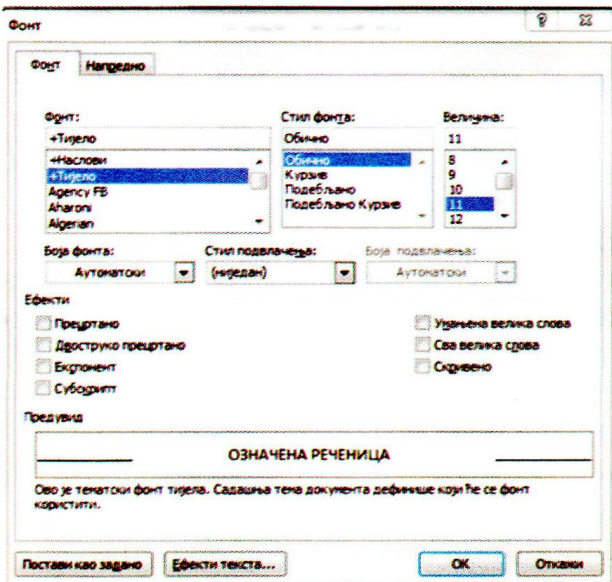 Фонт
Фонт Напредно
Фонт: Стил фонта: Величина:
+Тијело Обично 11
+Наслови Обично 8
+Тијело Курзив 9
Agency FB Подебљано 10
Aharoni Подебљано Курзив 11
Algerian 12
Боја фонта: Стил подвлачења: Боја подвлачења:
Аутоматски (ниједан) Аутоматски
Ефекти
Прецртано Умањена велика слова
Двоструко прецртано Сва велика слова
Експонент Скривено
Субскрипт
Предувид
ОЗНАЧЕНА РЕЧЕНИЦА
Ово је тематски фонт тијела. Садашња тема документа дефинише који ће се фонт
користити.
Постави као задано Ефекти текста... ОК Откажи